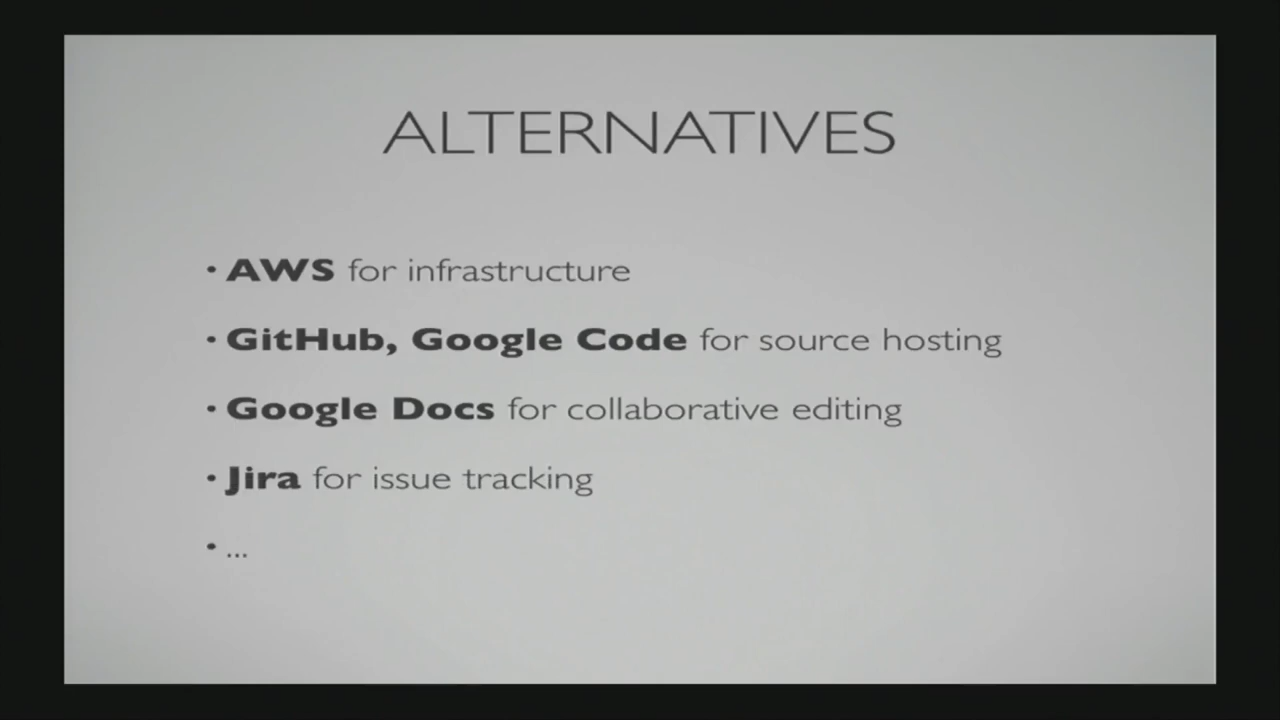 ALTERNATIVES
• AWS for infrastructure
• GitHub, Google Code for source hosting
• Google Docs for collaborative editing
• Jira for issue tracking
• ...